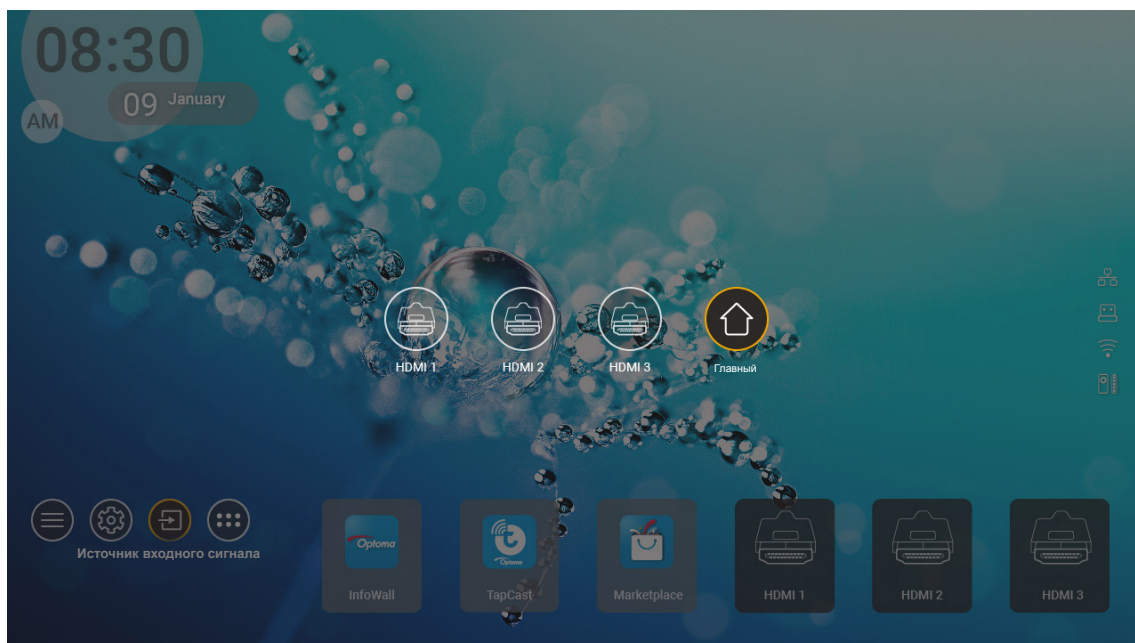 08:30
09 January
AM
HDMI 1 HDMI 2 HDMI 3 Главный
Источник входного сигнала
Optoma
Optoma
InfoWall TapCast Marketplace HDMI 1 HDMI 2 HDMI 3